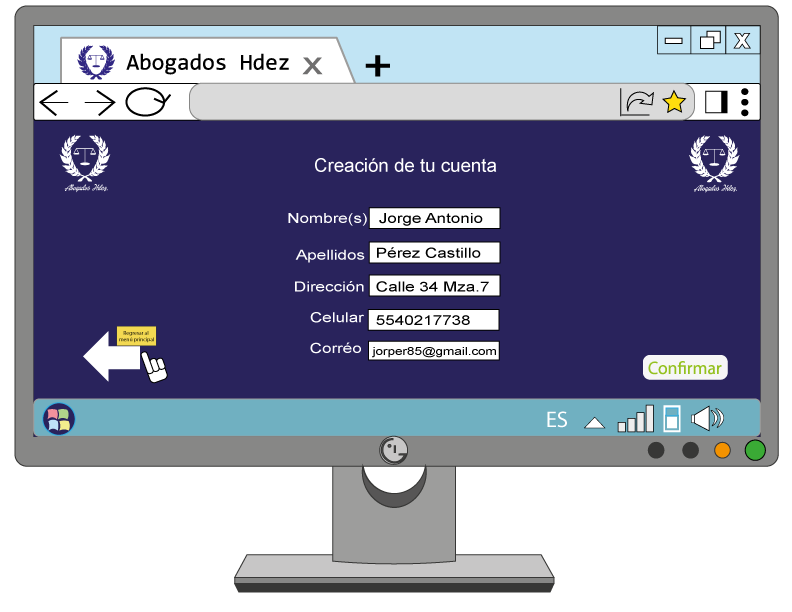 Abogados Hdez X
Abogados Hdez.
Abogados Hdez.
Creación de tu cuenta
Nombre(s) Jorge Antonio
Apellidos Pérez Castillo
Dirección Calle 34 Mza.7
Celular 5540217738
Corréo jorper85@gmail.com
Regresar al
menú principal
Confirmar
ES